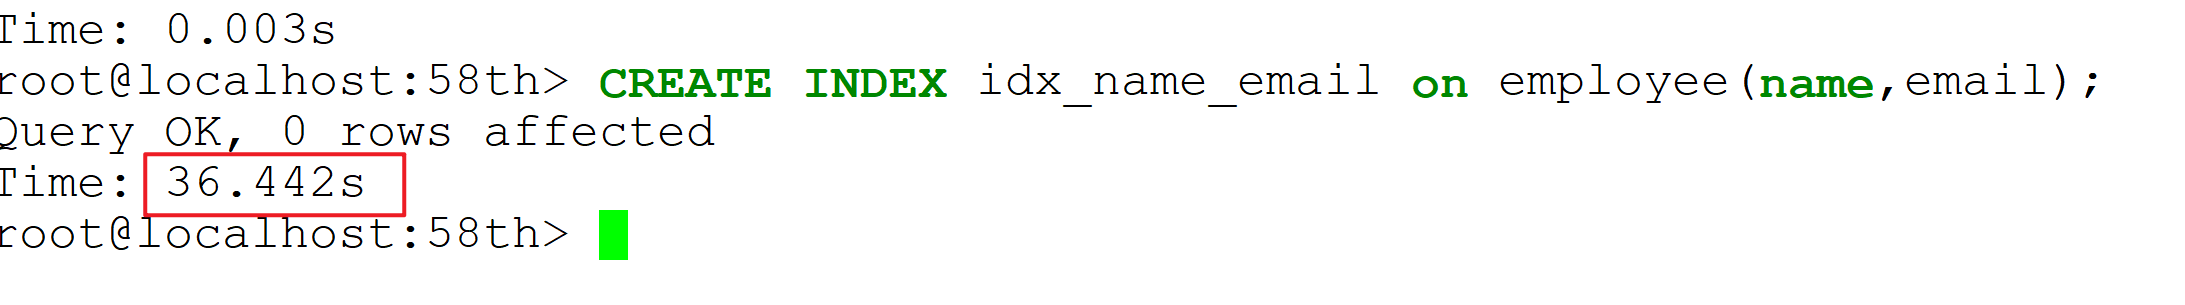 Time: 0.003s
root@localhost:58th> CREATE INDEX idx_name_email on employee(name,email);
Query OK, 0 rows affected
Time: 36.442s
root@localhost:58th>